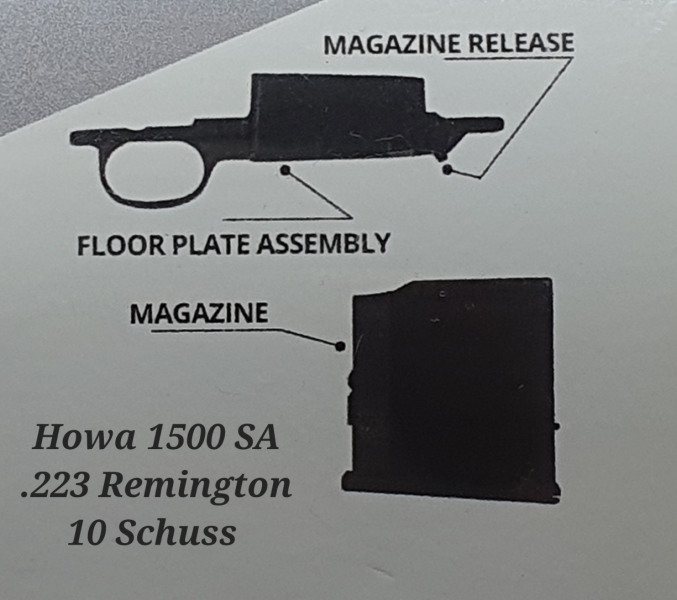 MAGAZINE RELEASE
FLOOR PLATE ASSEMBLY
MAGAZINE
Howa 1500 SA
.223 Remington
10 Schuss